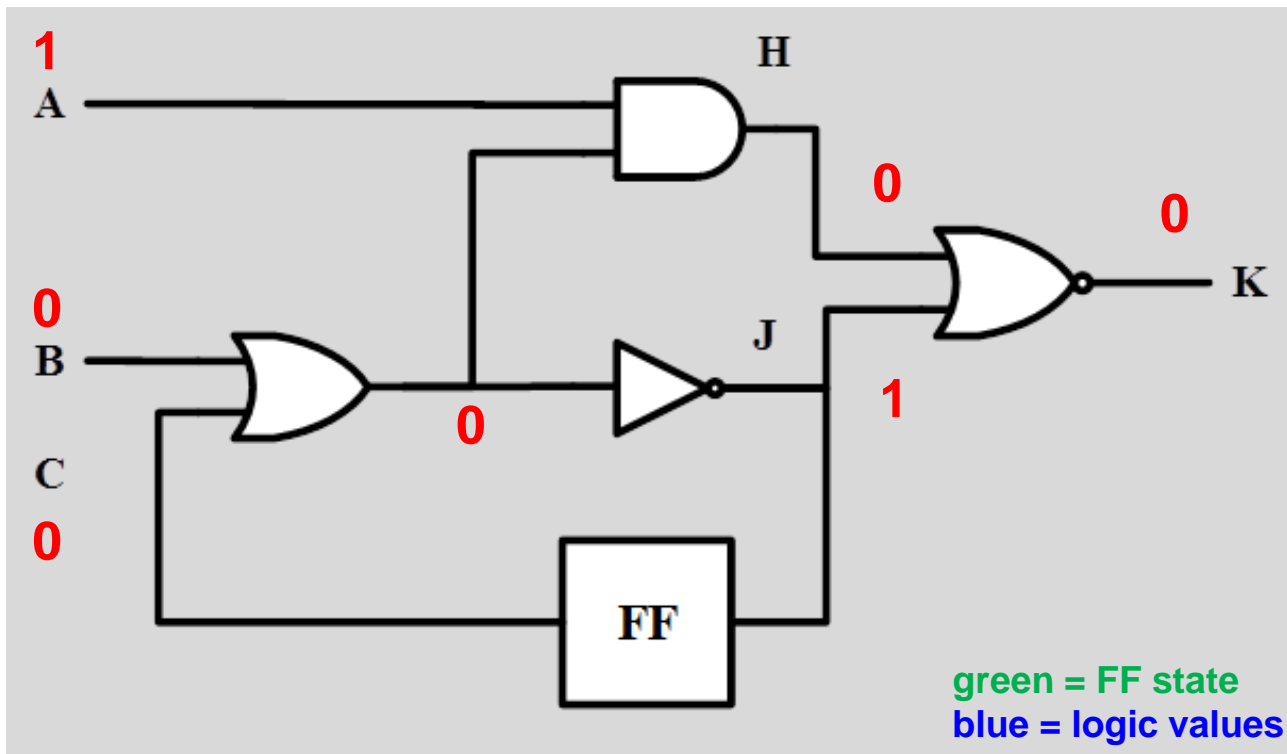 1
A
H
0
0
K
0
B
J
0
1
C
0
FF
green = FF state
blue = logic values